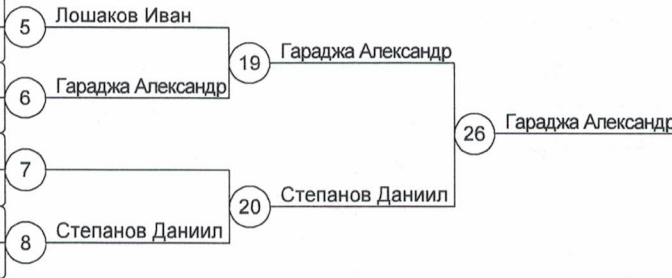 5 Лошаков Иван
19 Гараджа Александр
6 Гараджа Александр
26 Гараджа Александр
7
20 Степанов Даниил
8 Степанов Даниил